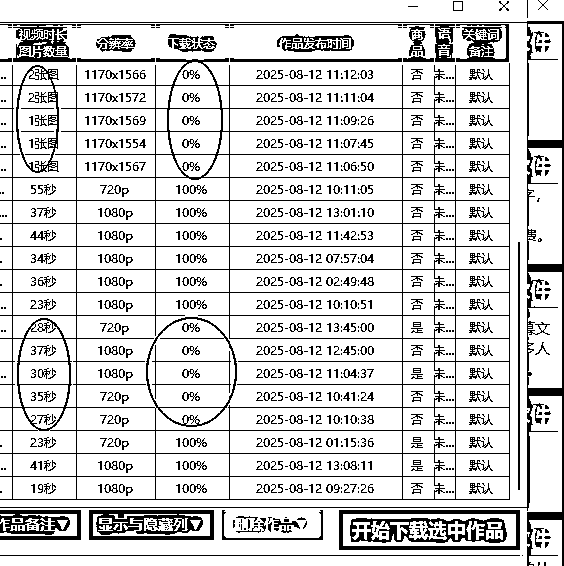 视频时长 图片数量 分辨率 下载状态 作品发布时间 商品 语音 关键词 备注
2张图 1170x1566 0% 2025-08-12 11:12:03 否 未... 默认
2张图 1170x1572 0% 2025-08-12 11:11:04 否 未... 默认
1张图 1170x1569 0% 2025-08-12 11:09:26 否 未... 默认
1张图 1170x1554 0% 2025-08-12 11:07:45 否 未... 默认
1张图 1170x1567 0% 2025-08-12 11:06:50 否 未... 默认
55秒 720p 100% 2025-08-12 10:11:05 否 未... 默认
37秒 1080p 100% 2025-08-12 13:01:10 否 未... 默认
44秒 1080p 100% 2025-08-12 11:42:53 否 未... 默认
34秒 1080p 100% 2025-08-12 07:57:04 否 未... 默认
36秒 1080p 100% 2025-08-12 02:49:48 否 未... 默认
23秒 1080p 100% 2025-08-12 10:10:51 否 未... 默认
28秒 720p 0% 2025-08-12 13:45:00 是 未... 默认
37秒 1080p 0% 2025-08-12 12:45:00 否 未... 默认
30秒 1080p 0% 2025-08-12 11:04:37 是 未... 默认
35秒 720p 0% 2025-08-12 10:41:24 否 未... 默认
27秒 720p 0% 2025-08-12 10:10:38 否 未... 默认
23秒 720p 100% 2025-08-12 01:15:36 是 未... 默认
41秒 1080p 100% 2025-08-12 13:08:11 是 未... 默认
19秒 1080p 100% 2025-08-12 09:27:26 否 未... 默认
作品备注▼ 显示与隐藏列▼ 删除作品▼ 开始下载选中作品